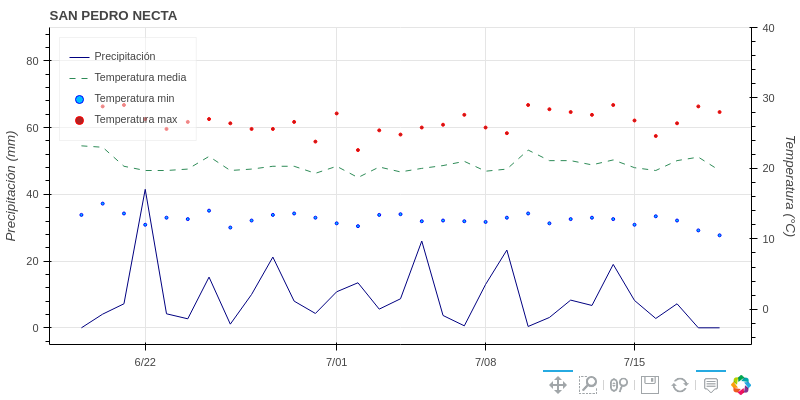 SAN PEDRO NECTA
Precipitación
Temperatura media
Temperatura min
Temperatura max
Precipitación (mm)
80
60
40
20
0
Temperatura (°C)
40
30
20
10
0
6/22 7/01 7/08 7/15